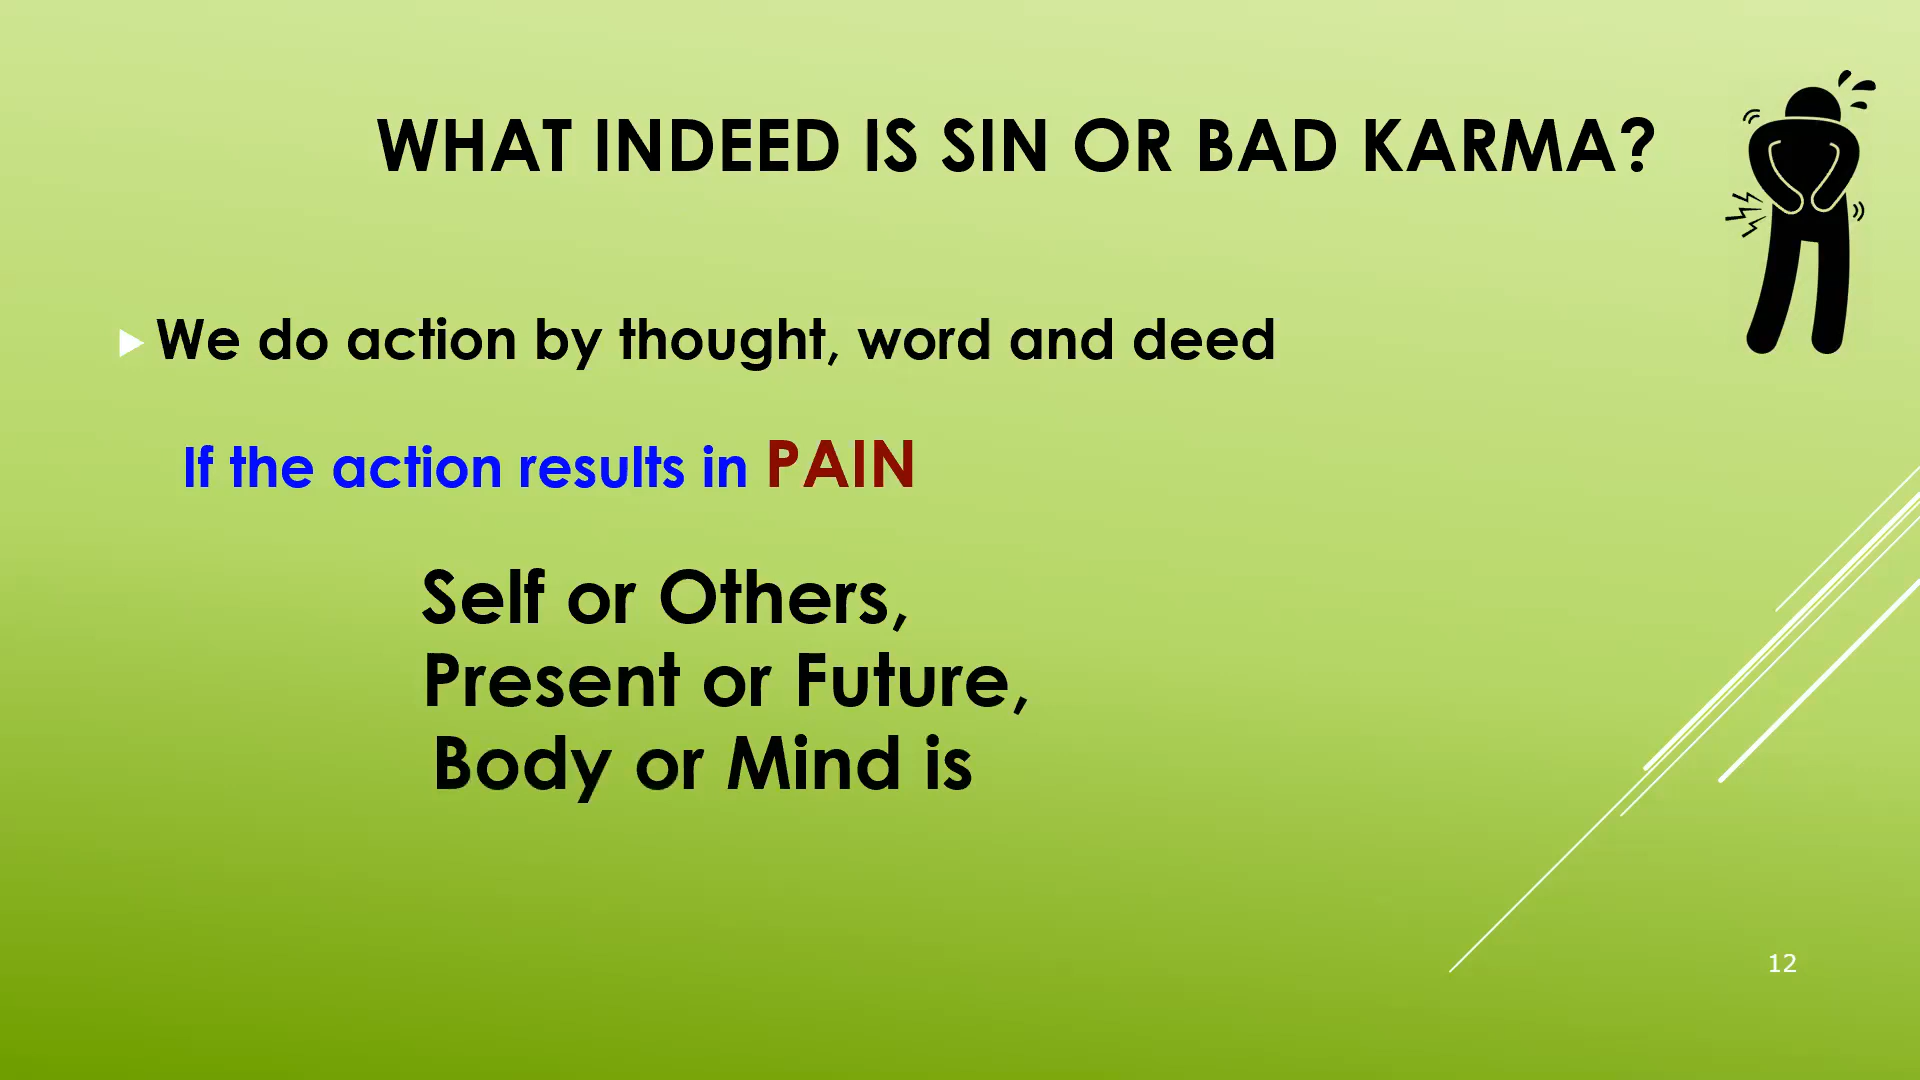 WHAT INDEED IS SIN OR BAD KARMA?
We do action by thought, word and deed
If the action results in PAIN
Self or Others,
Present or Future,
Body or Mind is
12